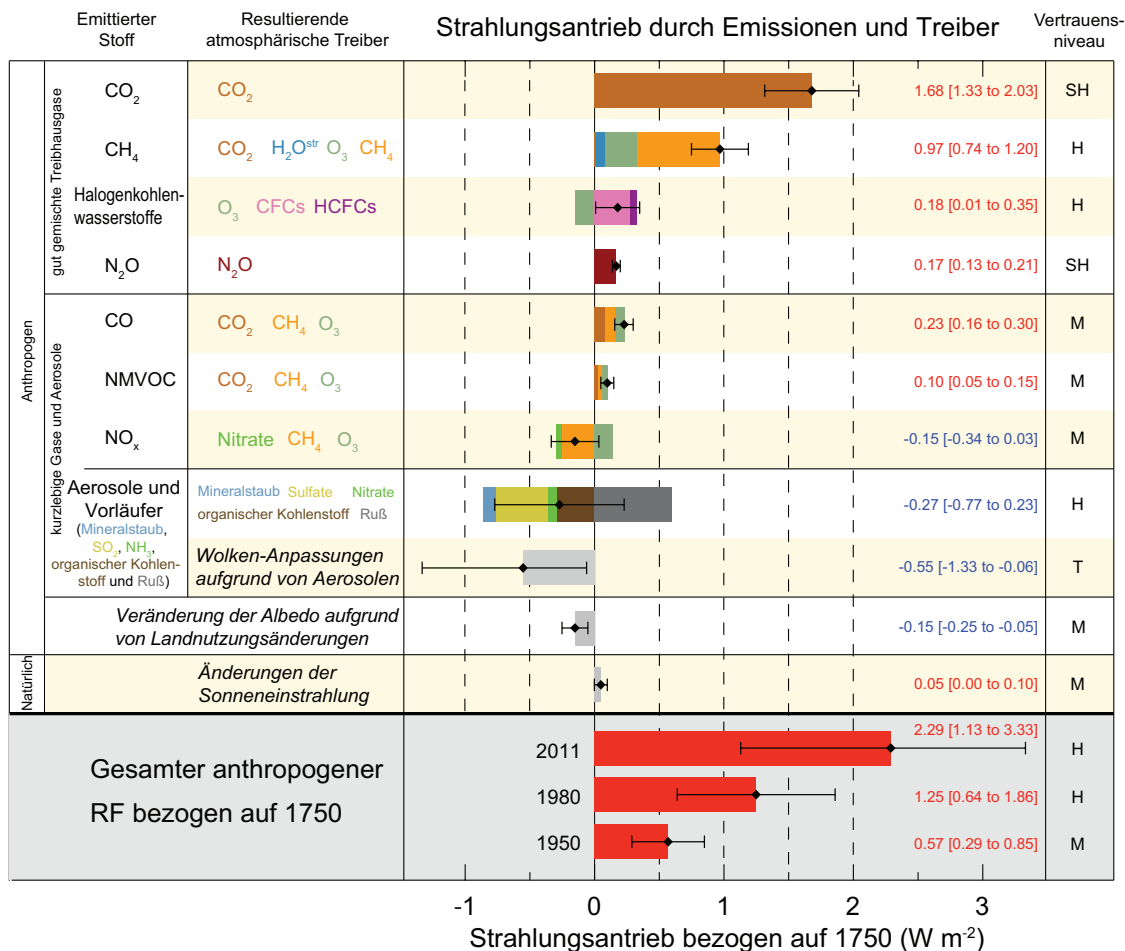 Emittierter
Stoff
Resultierende
atmosphärische Treiber
Strahlungsantrieb durch Emissionen und Treiber
Vertrauens-
niveau
Anthropogen
gut gemischte Treibhausgase
CO₂
CO₂
1.68 [1.33 to 2.03]
SH
CH₄
CO₂ H₂Oˢᵗʳ O₃ CH₄
0.97 [0.74 to 1.20]
H
Halogenkohlen-
wasserstoffe
O₃ CFCs HCFCs
0.18 [0.01 to 0.35]
H
N₂O
N₂O
0.17 [0.13 to 0.21]
SH
kurzlebige Gase und Aerosole
CO
CO₂ CH₄ O₃
0.23 [0.16 to 0.30]
M
NMVOC
CO₂ CH₄ O₃
0.10 [0.05 to 0.15]
M
NOₓ
Nitrate CH₄ O₃
-0.15 [-0.34 to 0.03]
M
Aerosole und
Vorläufer
(Mineralstaub,
SO₂, NH₃,
organischer Kohlen-
stoff und Ruß)
Mineralstaub Sulfate Nitrate
organischer Kohlenstoff Ruß
-0.27 [-0.77 to 0.23]
H
Wolken-Anpassungen
aufgrund von Aerosolen
-0.55 [-1.33 to -0.06]
T
Veränderung der Albedo aufgrund
von Landnutzungsänderungen
-0.15 [-0.25 to -0.05]
M
Natürlich
Änderungen der
Sonneneinstrahlung
0.05 [0.00 to 0.10]
M
Gesamter anthropogener
RF bezogen auf 1750
2011
2.29 [1.13 to 3.33]
H
1980
1.25 [0.64 to 1.86]
H
1950
0.57 [0.29 to 0.85]
M
-1 0 1 2 3
Strahlungsantrieb bezogen auf 1750 (W m⁻²)